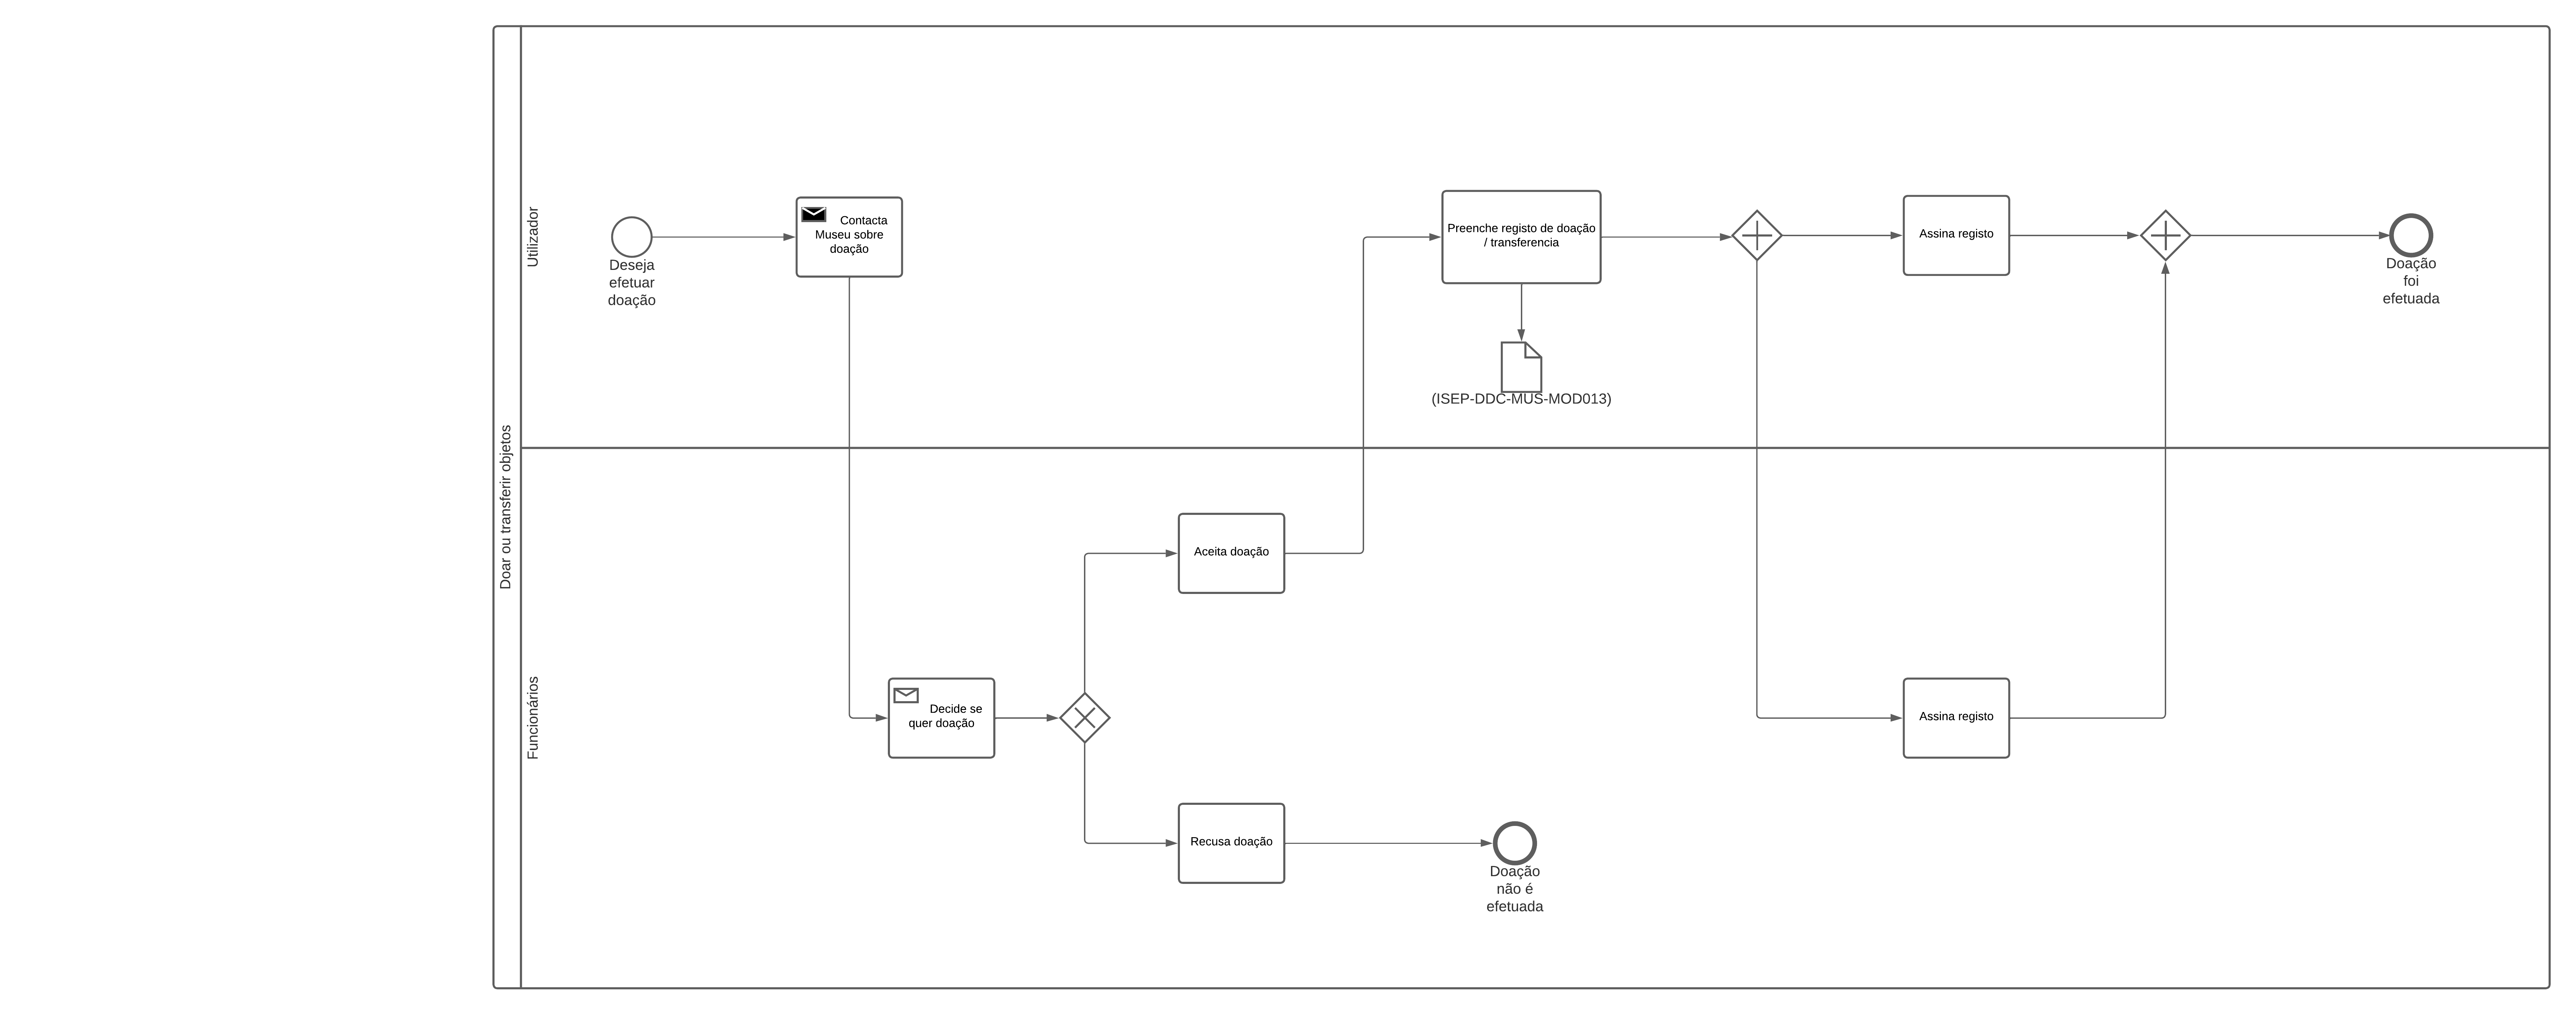 Doar ou transferir objetos
Utilizador
Deseja
efetuar
doação
Contacta
Museu sobre
doação
Preenche registo de doação
/ transferencia
(ISEP-DDC-MUS-MOD013)
Assina registo
Doação
foi
efetuada
Funcionários
Decide se
quer doação
Aceita doação
Recusa doação
Doação
não é
efetuada
Assina registo